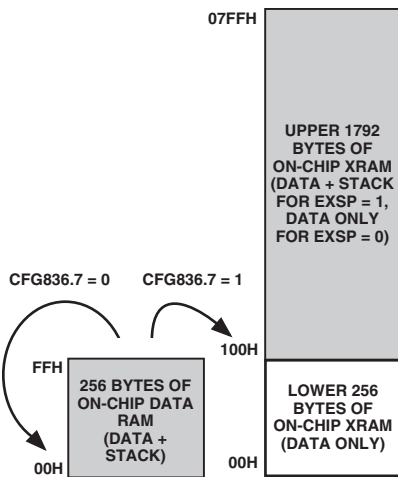 07FFH
UPPER 1792
BYTES OF
ON-CHIP XRAM
(DATA + STACK
FOR EXSP = 1,
DATA ONLY
FOR EXSP = 0)
CFG836.7 = 0
CFG836.7 = 1
100H
FFH
256 BYTES OF
ON-CHIP DATA
RAM
(DATA +
STACK)
00H
LOWER 256
BYTES OF
ON-CHIP XRAM
(DATA ONLY)
00H